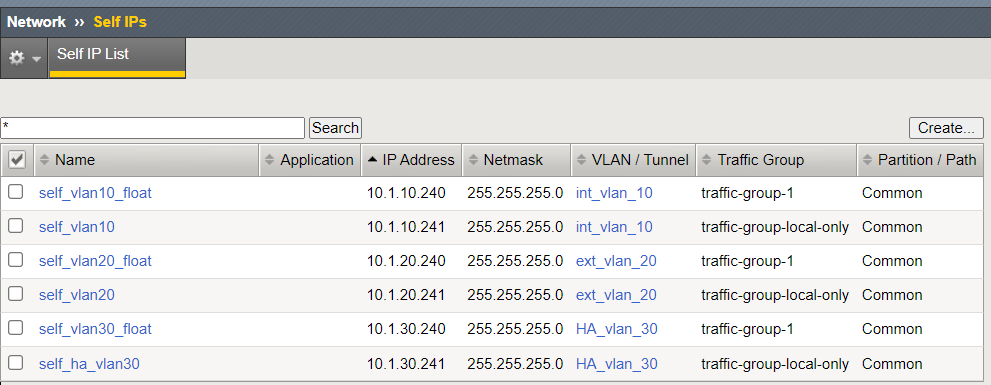 Network ›› Self IPs
Self IP List
*
Search
Create...
Name Application IP Address Netmask VLAN / Tunnel Traffic Group Partition / Path
self_vlan10_float 10.1.10.240 255.255.255.0 int_vlan_10 traffic-group-1 Common
self_vlan10 10.1.10.241 255.255.255.0 int_vlan_10 traffic-group-local-only Common
self_vlan20_float 10.1.20.240 255.255.255.0 ext_vlan_20 traffic-group-1 Common
self_vlan20 10.1.20.241 255.255.255.0 ext_vlan_20 traffic-group-local-only Common
self_vlan30_float 10.1.30.240 255.255.255.0 HA_vlan_30 traffic-group-1 Common
self_ha_vlan30 10.1.30.241 255.255.255.0 HA_vlan_30 traffic-group-local-only Common